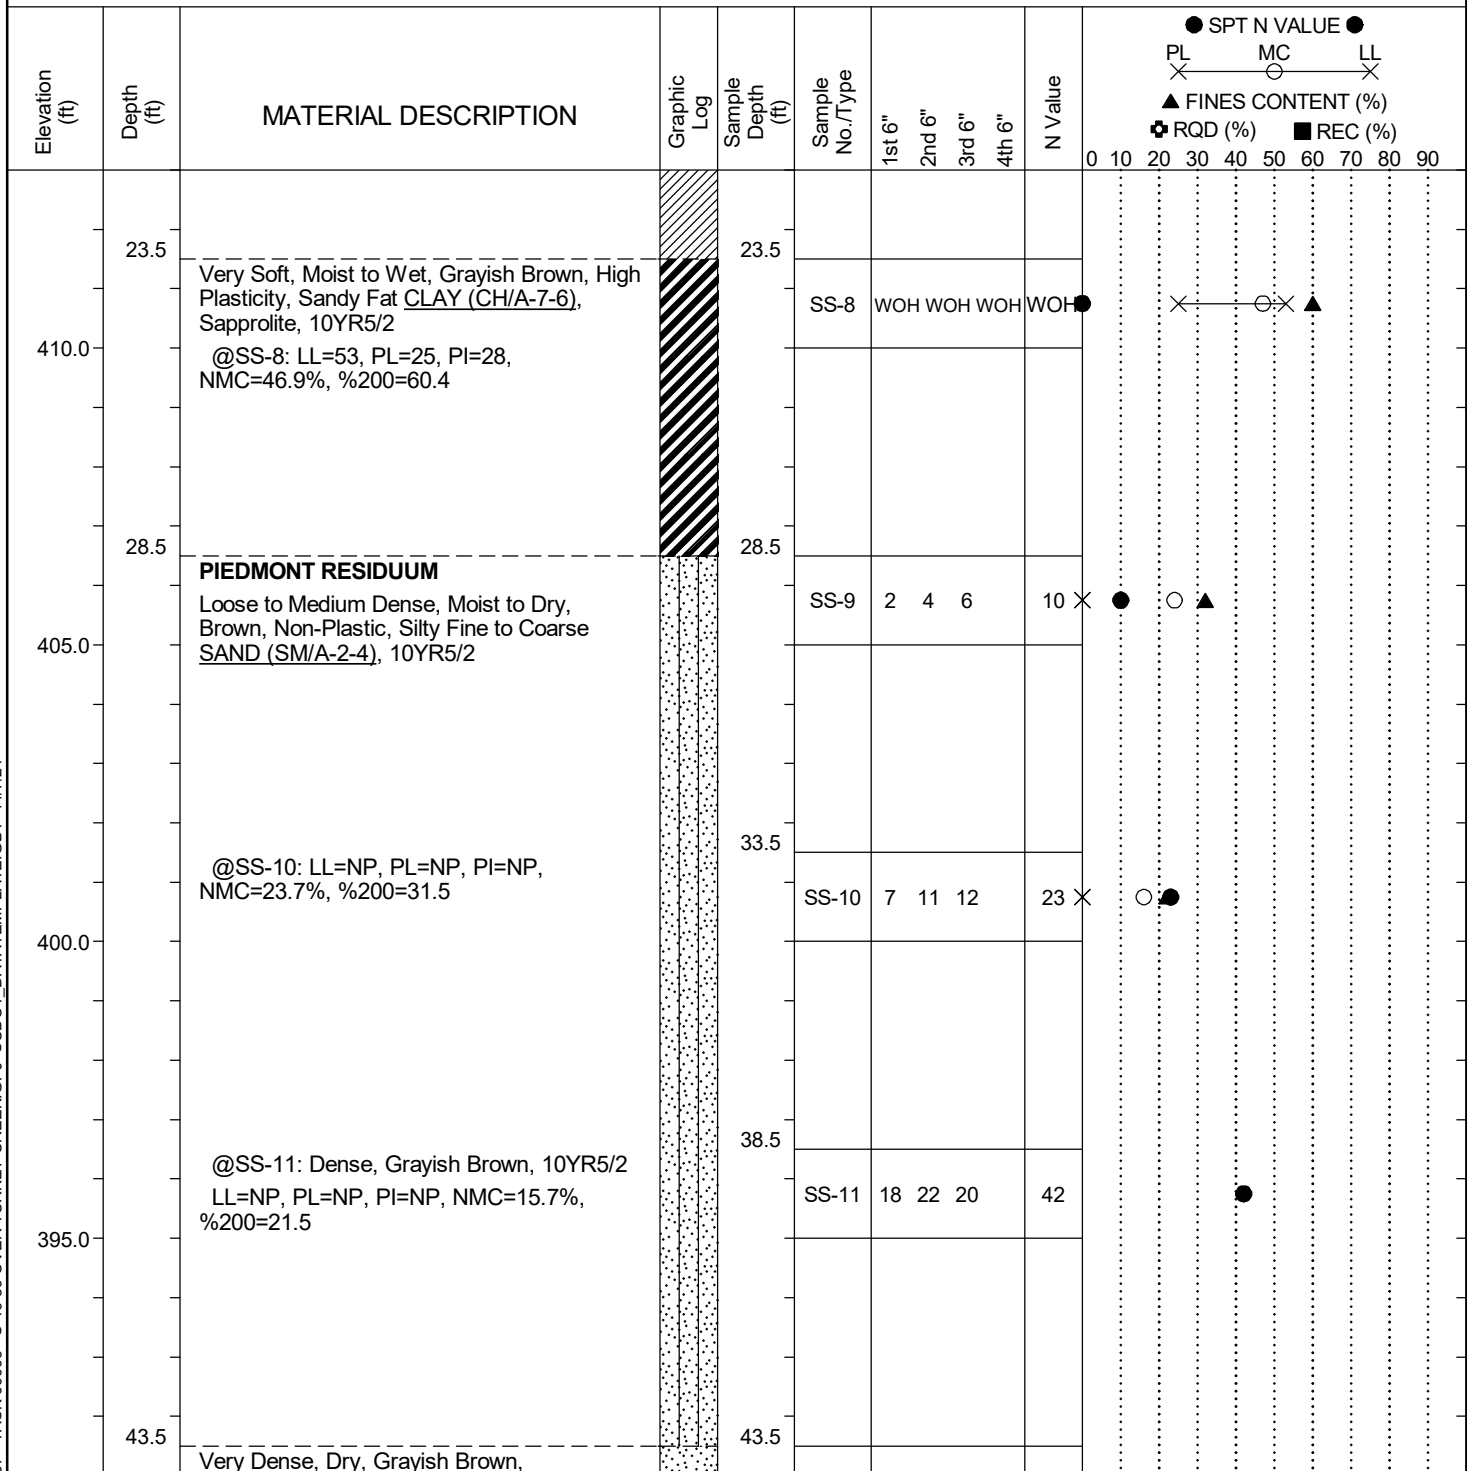 ● SPT N VALUE ●
PL MC LL
▲ FINES CONTENT (%)
RQD (%) ■ REC (%)
Elevation (ft)
Depth (ft)
MATERIAL DESCRIPTION
Graphic Log
Sample Depth (ft)
Sample No./Type
1st 6"
2nd 6"
3rd 6"
4th 6"
N Value
0 10 20 30 40 50 60 70 80 90
23.5 23.5
Very Soft, Moist to Wet, Grayish Brown, High
Plasticity, Sandy Fat CLAY (CH/A-7-6),
Sapprolite, 10YR5/2
SS-8 WOH WOH WOH WOH
410.0
@SS-8: LL=53, PL=25, PI=28,
NMC=46.9%, %200=60.4
28.5 28.5
PIEDMONT RESIDUUM
Loose to Medium Dense, Moist to Dry,
Brown, Non-Plastic, Silty Fine to Coarse
SAND (SM/A-2-4), 10YR5/2
SS-9 2 4 6 10
405.0
33.5
@SS-10: LL=NP, PL=NP, PI=NP,
NMC=23.7%, %200=31.5
SS-10 7 11 12 23
400.0
38.5
@SS-11: Dense, Grayish Brown, 10YR5/2
LL=NP, PL=NP, PI=NP, NMC=15.7%,
%200=21.5
SS-11 18 22 20 42
395.0
43.5 43.5
Very Dense, Dry, Grayish Brown,